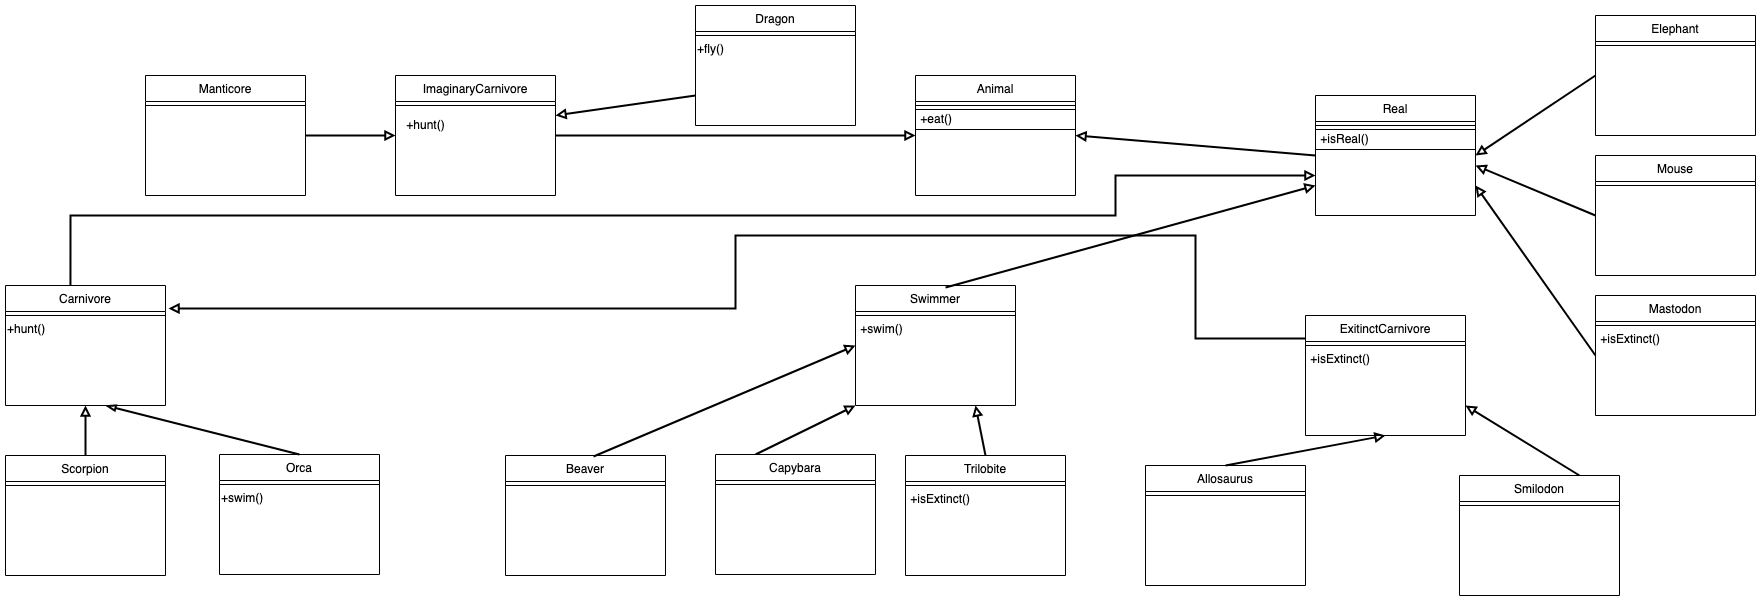 Dragon
+fly()
Manticore
ImaginaryCarnivore
+hunt()
Animal
+eat()
Real
+isReal()
Elephant
Mouse
Mastodon
+isExtinct()
Carnivore
+hunt()
Swimmer
+swim()
ExitinctCarnivore
+isExtinct()
Scorpion
Orca
+swim()
Beaver
Capybara
Trilobite
+isExtinct()
Allosaurus
Smilodon